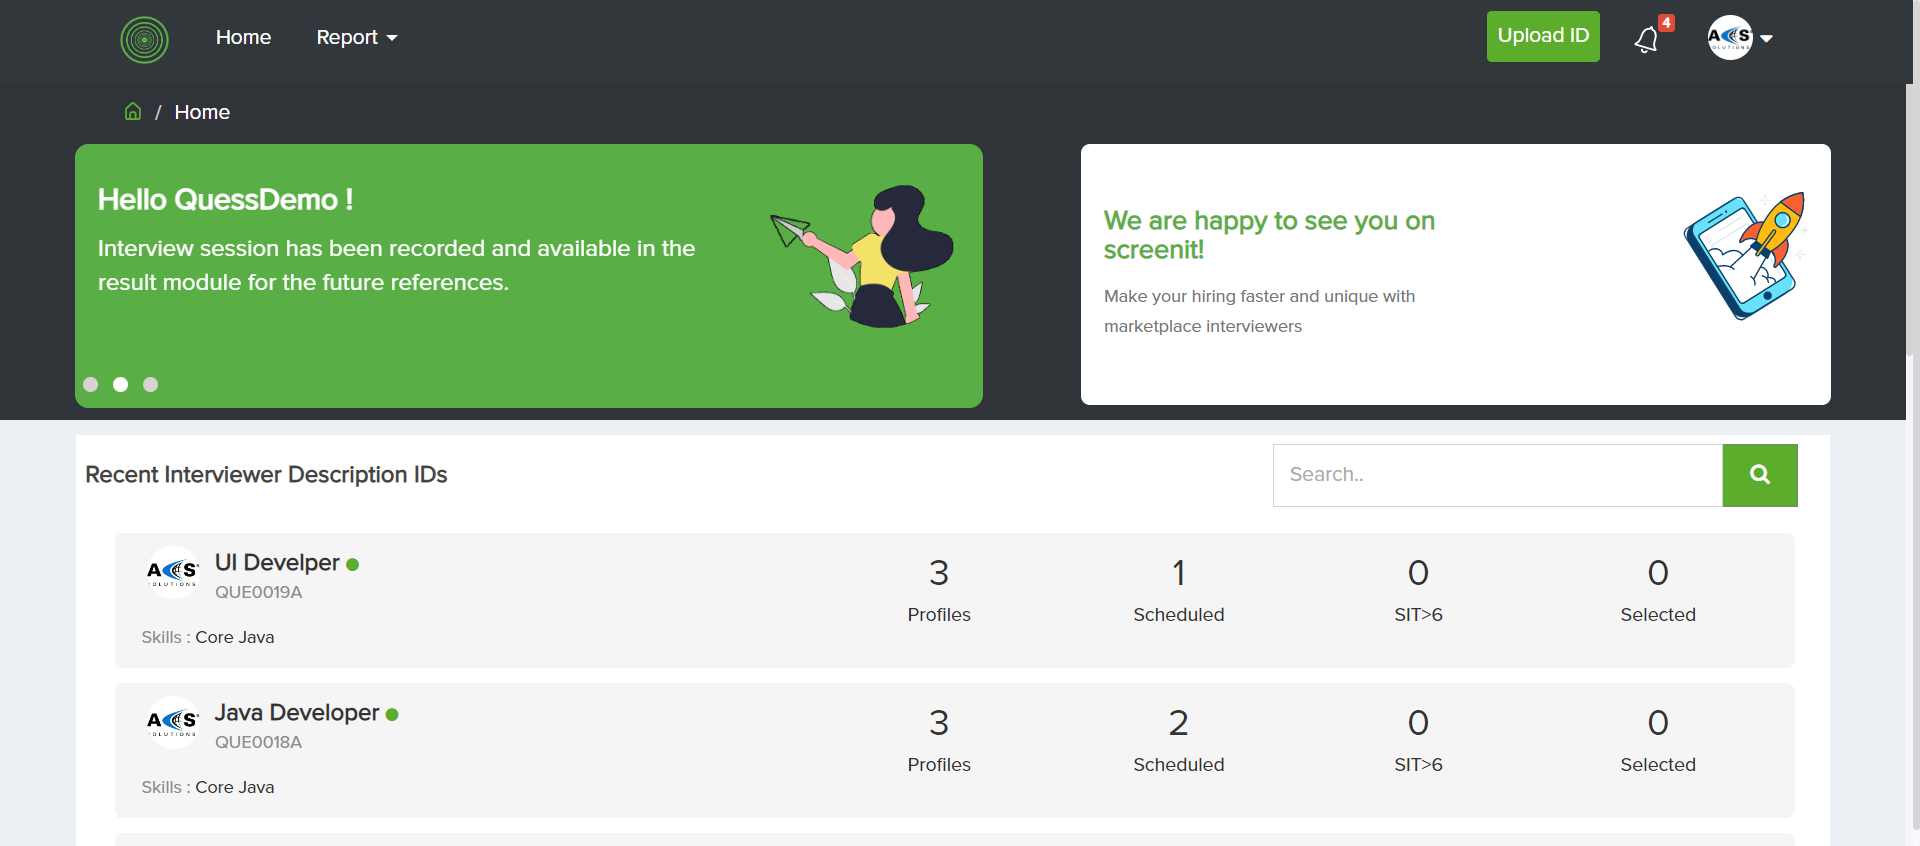 Home Report Upload ID 4 ACS
SOLUTIONS
/ Home
Hello QuessDemo !
Interview session has been recorded and available in the
result module for the future references.
We are happy to see you on
screenit!
Make your hiring faster and unique with
marketplace interviewers
Recent Interviewer Description IDs
Search..
ACS
SOLUTIONS
UI Develper
QUE0019A
Skills : Core Java
3 1 0 0
Profiles Scheduled SIT>6 Selected
ACS
SOLUTIONS
Java Developer
QUE0018A
Skills : Core Java
3 2 0 0
Profiles Scheduled SIT>6 Selected